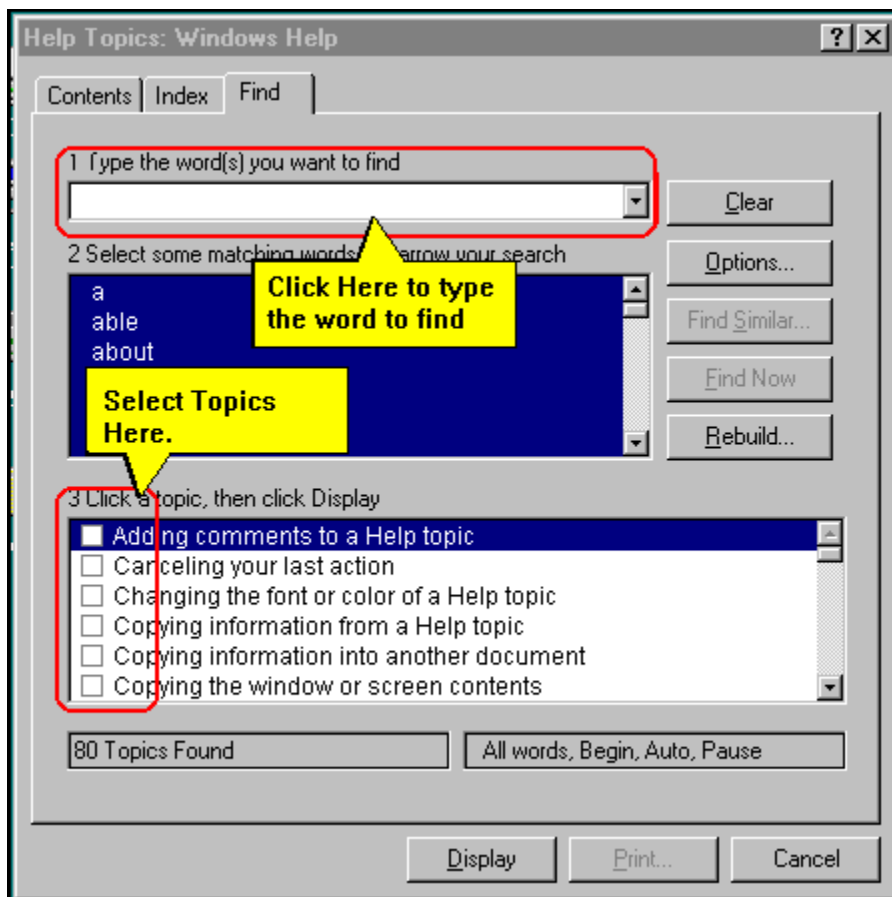 Help Topics: Windows Help
Contents Index Find
1 Type the word(s) you want to find
Clear
2 Select some matching words arrow your search
Options...
Click Here to type
the word to find
a
able
about
Find Similar...
Find Now
Select Topics
Here.
Rebuild...
3 Click a topic, then click Display
Adding comments to a Help topic
Canceling your last action
Changing the font or color of a Help topic
Copying information from a Help topic
Copying information into another document
Copying the window or screen contents
80 Topics Found
All words, Begin, Auto, Pause
Display Print... Cancel